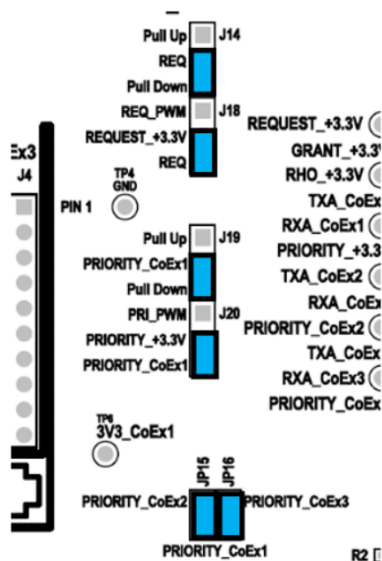 Pull Up J14
REQ
Pull Down
REQ_PWM J18
REQUEST_+3.3V
REQ
REQUEST_+3.3V
GRANT_+3.3V
RHO_+3.3V
TXA_CoEx
RXA_CoEx1
PRIORITY_+3.3
TXA_CoEx2
RXA_CoEx
PRIORITY_CoEx2
TXA_CoEx
RXA_CoEx3
PRIORITY_CoEx
Ex3
J4
PIN 1
TP4
GND
Pull Up J19
PRIORITY_CoEx1
Pull Down
PRI_PWM J20
PRIORITY_+3.3V
PRIORITY_CoEx1
TP6
3V3_CoEx1
JP15 JP16
PRIORITY_CoEx2 PRIORITY_CoEx3
PRIORITY_CoEx1
R2